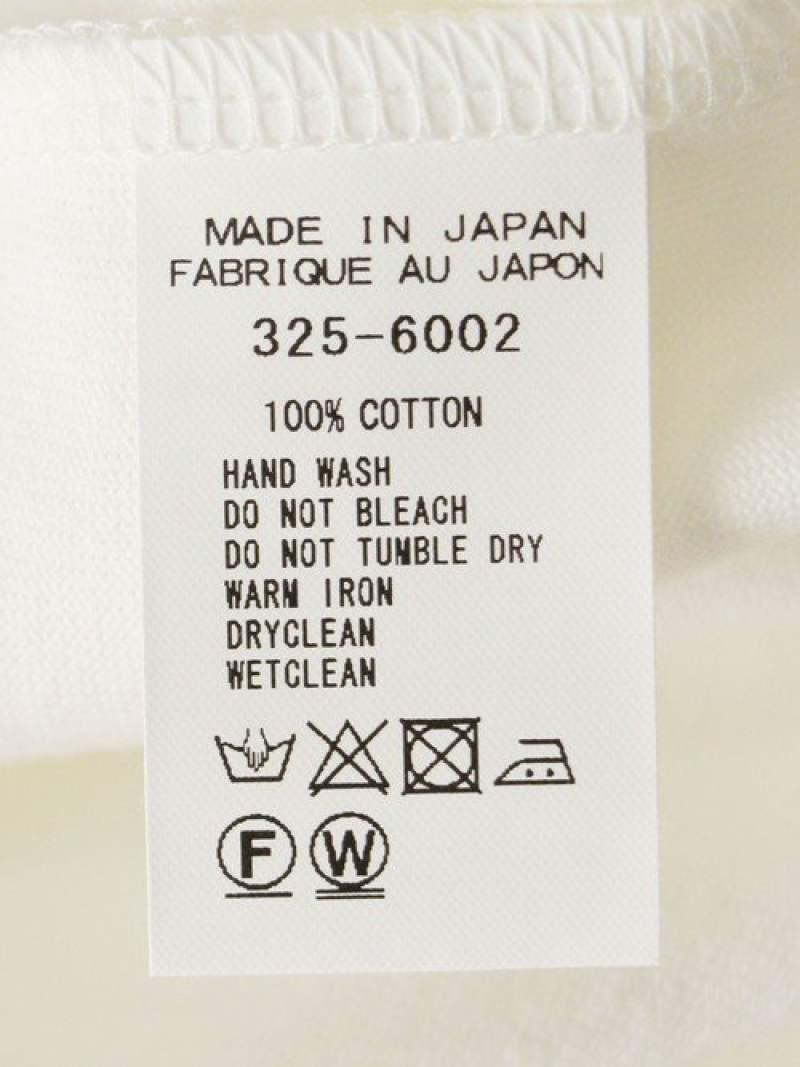 MADE IN JAPAN
FABRIQUE AU JAPON
325-6002
100% COTTON
HAND WASH
DO NOT BLEACH
DO NOT TUMBLE DRY
WARM IRON
DRYCLEAN
WETCLEAN
F W